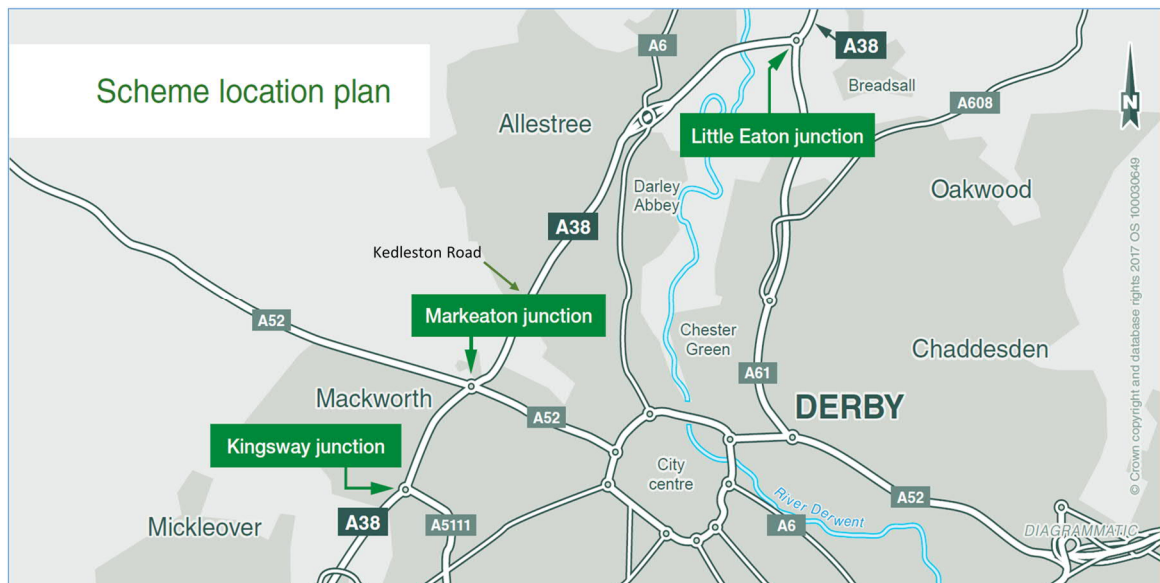 Scheme location plan
A6
A38
Breadsall
A608
N
Allestree
Little Eaton junction
Darley
Abbey
Oakwood
A38
Kedleston Road
A52
Markeaton junction
Chester
Green
Chaddesden
A61
Mackworth
A52
DERBY
Kingsway junction
City
centre
Mickleover
A38
A5111
River Derwent
A6
A52
DIAGRAMMATIC
© Crown copyright and database rights 2017 OS 100030649